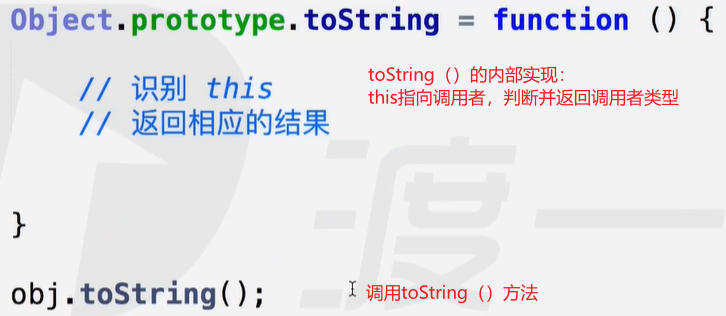 Object.prototype.toString = function () {
// 识别 this
toString（）的内部实现：
this指向调用者，判断并返回调用者类型
// 返回相应的结果
渡一
}
obj.toString();
调用toString（）方法